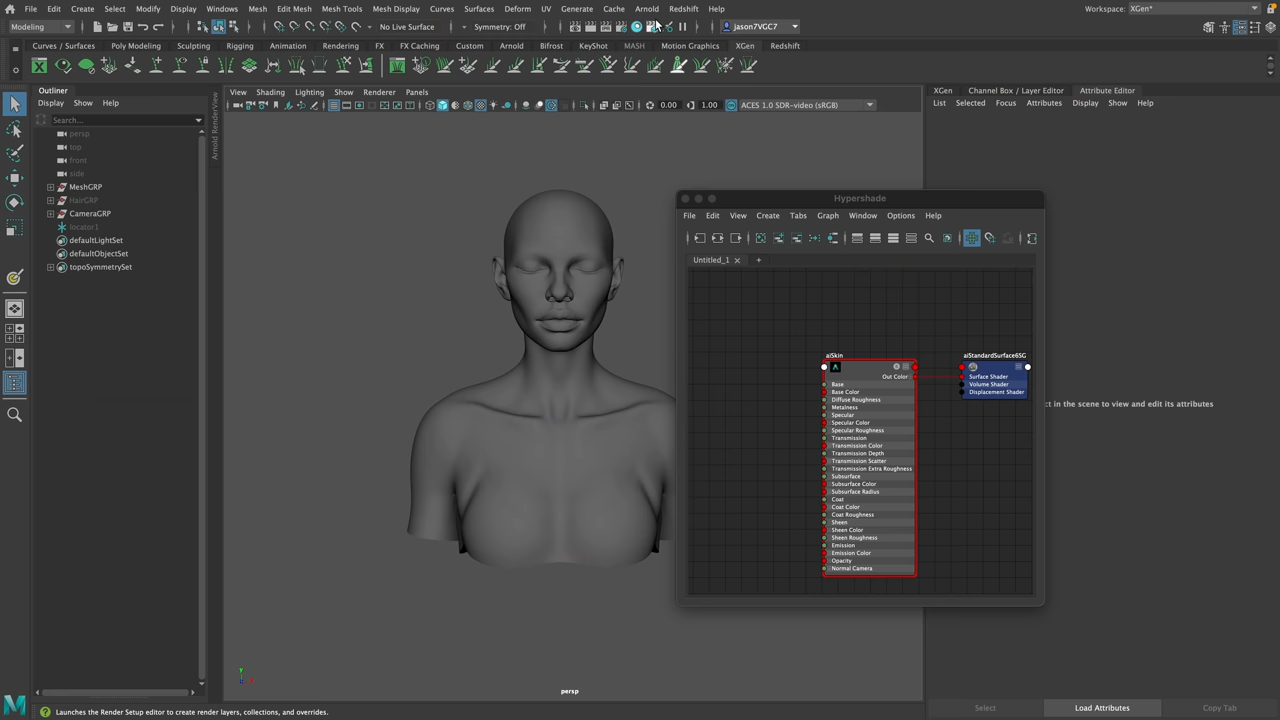 File Edit Create Select Modify Display Windows Mesh Edit Mesh Mesh Tools Mesh Display Curves Surfaces Deform UV Generate Cache Arnold Redshift Help
Workspace: XGen*
Modeling No Live Surface Symmetry: Off jason7VGC7
Curves / Surfaces Poly Modeling Sculpting Rigging Animation Rendering FX FX Caching Custom Arnold Bifrost KeyShot MASH Motion Graphics XGen Redshift
Outliner
Display Show Help
Search...
persp
top
front
side
MeshGRP
HairGRP
CameraGRP
locator1
defaultLightSet
defaultObjectSet
topoSymmetrySet
Arnold RenderView
View Shading Lighting Show Renderer Panels
0.00 1.00 ACES 1.0 SDR-video (sRGB)
persp
Hypershade
File Edit View Create Tabs Graph Window Options Help
Untitled_1
aiSkin
Out Color
Base
Base Color
Diffuse Roughness
Metalness
Specular
Specular Color
Specular Roughness
Transmission
Transmission Color
Transmission Depth
Transmission Scatter
Transmission Extra Roughness
Subsurface
Subsurface Color
Subsurface Radius
Coat
Coat Color
Coat Roughness
Sheen
Sheen Color
Sheen Roughness
Emission
Emission Color
Opacity
Normal Camera
aiStandardSurface6SG
Surface Shader
Volume Shader
Displacement Shader
XGen Channel Box / Layer Editor Attribute Editor
List Selected Focus Attributes Display Show Help
ct in the scene to view and edit its attributes
Select Load Attributes Copy Tab
Launches the Render Setup editor to create render layers, collections, and overrides.